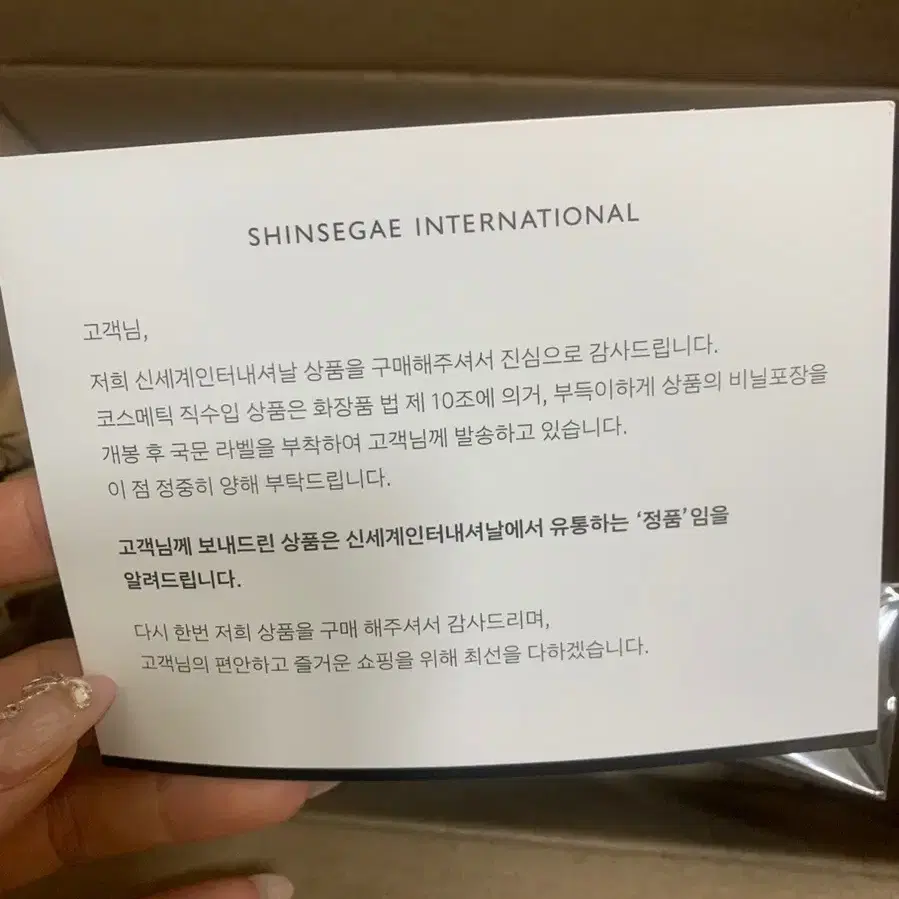 SHINSEGAE INTERNATIONAL
고객님,
저희 신세계인터내셔날 상품을 구매해주셔서 진심으로 감사드립니다.
코스메틱 직수입 상품은 화장품 법 제 10조에 의거, 부득이하게 상품의 비닐포장을
개봉 후 국문 라벨을 부착하여 고객님께 발송하고 있습니다.
이 점 정중히 양해 부탁드립니다.
고객님께 보내드린 상품은 신세계인터내셔날에서 유통하는 ‘정품’임을
알려드립니다.
다시 한번 저희 상품을 구매 해주셔서 감사드리며,
고객님의 편안하고 즐거운 쇼핑을 위해 최선을 다하겠습니다.